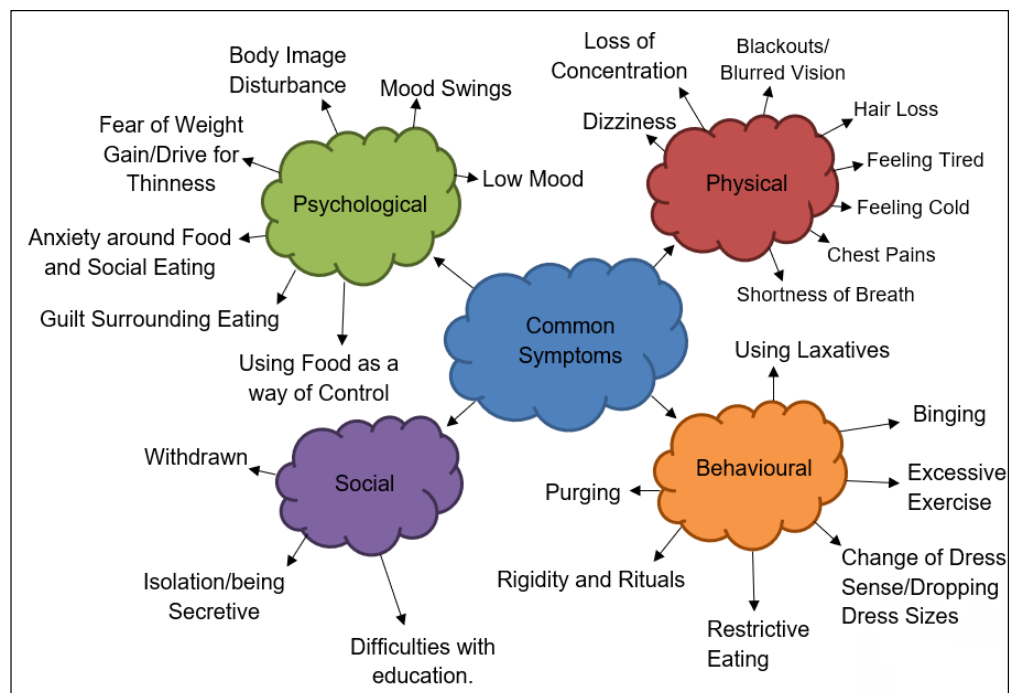 Body Image
Disturbance
Mood Swings
Fear of Weight
Gain/Drive for
Thinness
Low Mood
Psychological
Anxiety around Food
and Social Eating
Guilt Surrounding Eating
Using Food as a
way of Control
Loss of
Concentration
Blackouts/
Blurred Vision
Dizziness
Hair Loss
Feeling Tired
Physical
Feeling Cold
Chest Pains
Shortness of Breath
Common
Symptoms
Withdrawn
Social
Isolation/being
Secretive
Difficulties with
education.
Using Laxatives
Binging
Behavioural
Excessive
Exercise
Purging
Rigidity and Rituals
Change of Dress
Sense/Dropping
Dress Sizes
Restrictive
Eating